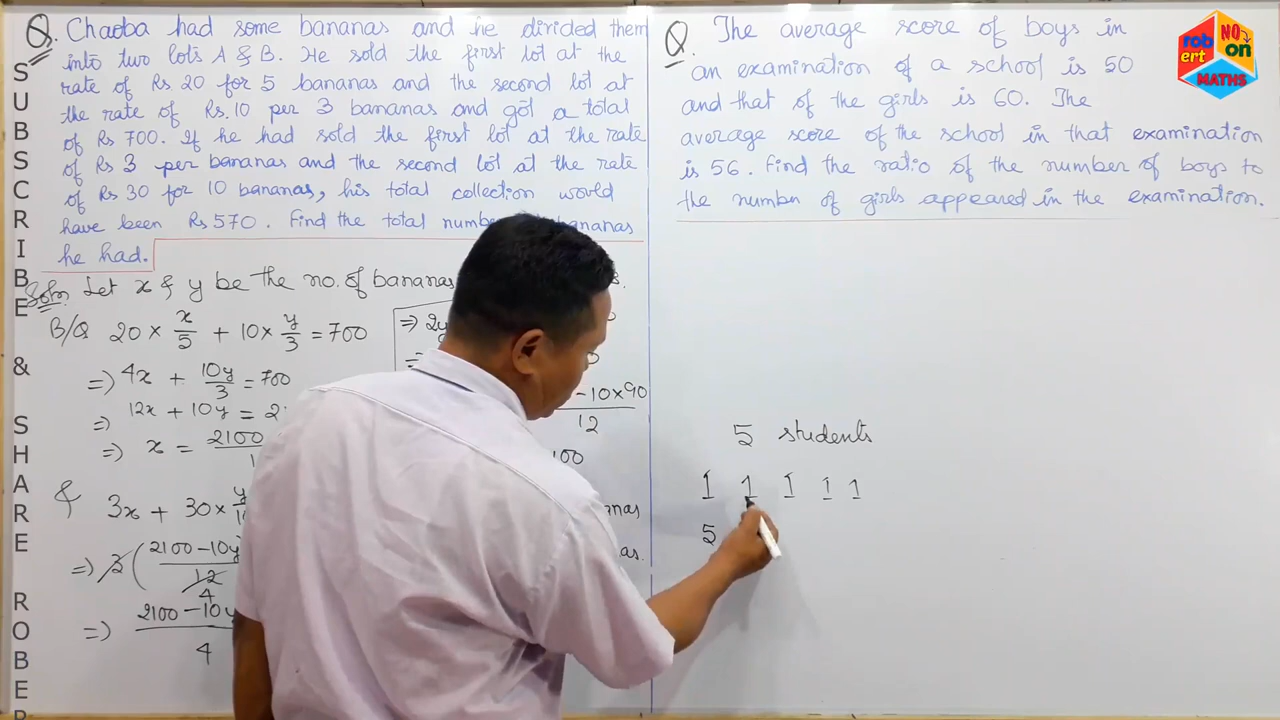 SUBSCRIBE & SHARE ROBER
Q. Chaoba had some bananas and he divided them
into two lots A & B. He sold the first lot at the
rate of Rs 20 for 5 bananas and the second lot at
the rate of Rs. 10 per 3 bananas and got a total
of Rs 700. If he had sold the first lot at the rate
of Rs 3 per bananas and the second lot at the rate
of Rs 30 for 10 bananas, his total collection would
have been Rs 570. Find the total number bananas
he had.
Soln. Let x & y be the no. of bananas
B/Q 20 × x/5 + 10 × y/3 = 700
=> 4x + 10y/3 = 700
=> 12x + 10y = 2
=> x = 2100
& 3x + 30 × y
=> 3 ( 2100 - 10y / 12 4
=> 2100 - 10y / 4
=> 2y
- 10 × 90 / 12
100
Q. The average score of boys in
an examination of a school is 50
and that of the girls is 60. The
average score of the school in that examination
is 56. Find the ratio of the number of boys to
the number of girls appeared in the examination.
5 students
1 1 1 1 1
5
robert NO on MATHS